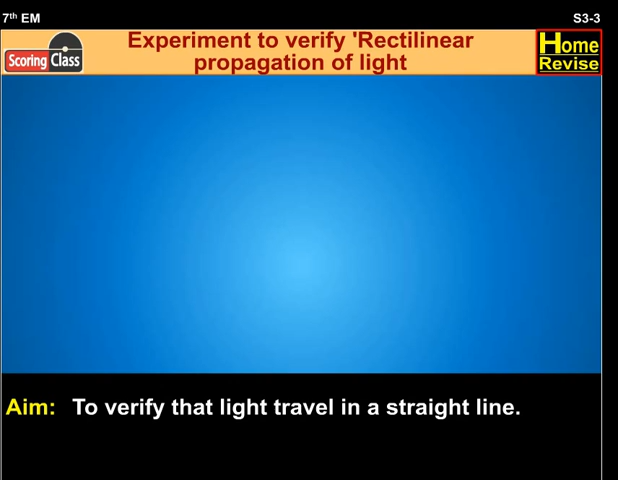 7th EM
S3-3
Scoring Class
Experiment to verify 'Rectilinear
propagation of light
Home
Revise
Aim: To verify that light travel in a straight line.